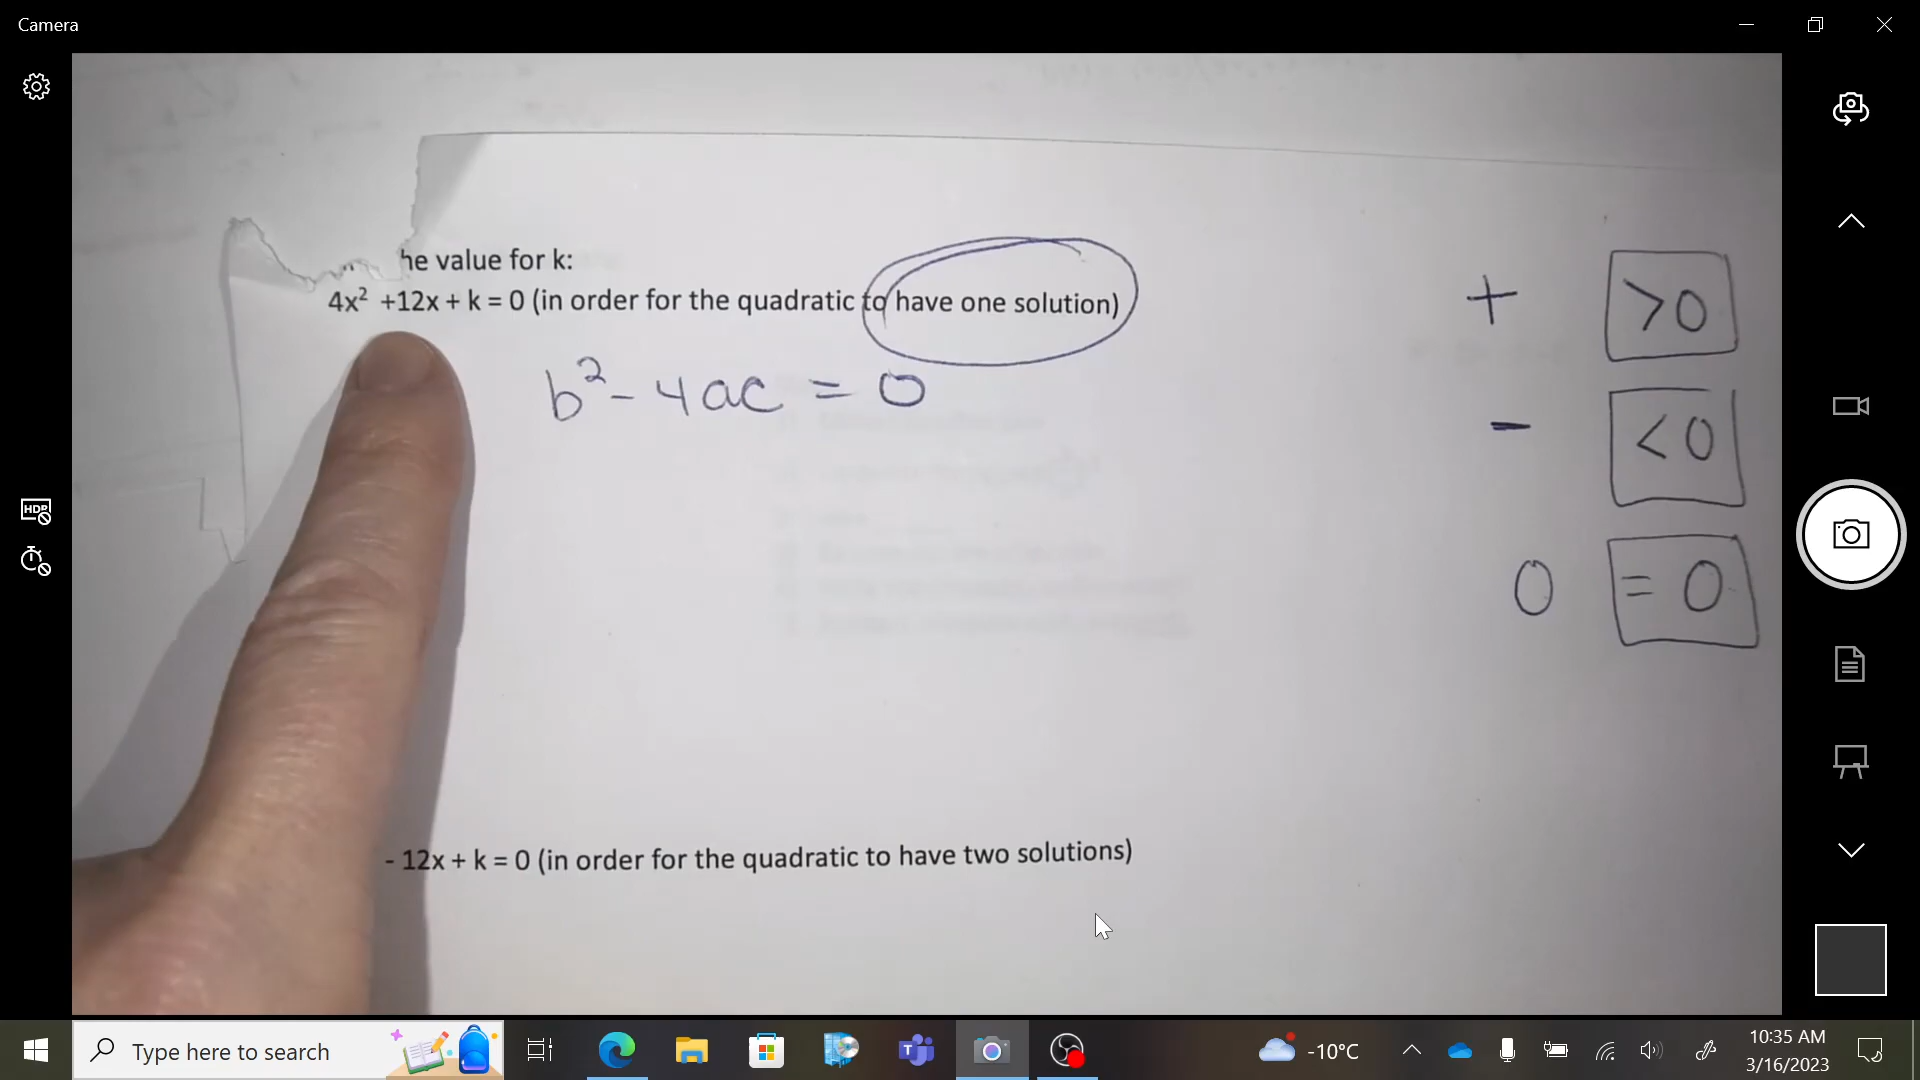 Camera
he value for k:
4x² +12x + k = 0 (in order for the quadratic to have one solution)
b² - 4ac = 0
+ >0
- <0
0 = 0
- 12x + k = 0 (in order for the quadratic to have two solutions)
HDR
Type here to search
-10°C
10:35 AM
3/16/2023